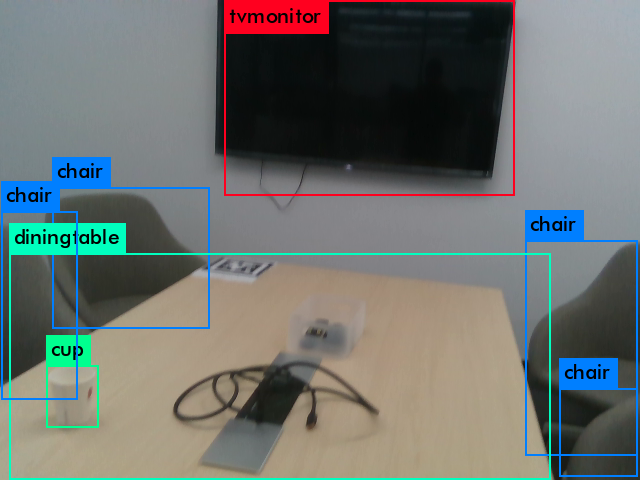 tvmonitor
chair
chair
chair
diningtable
cup
chair